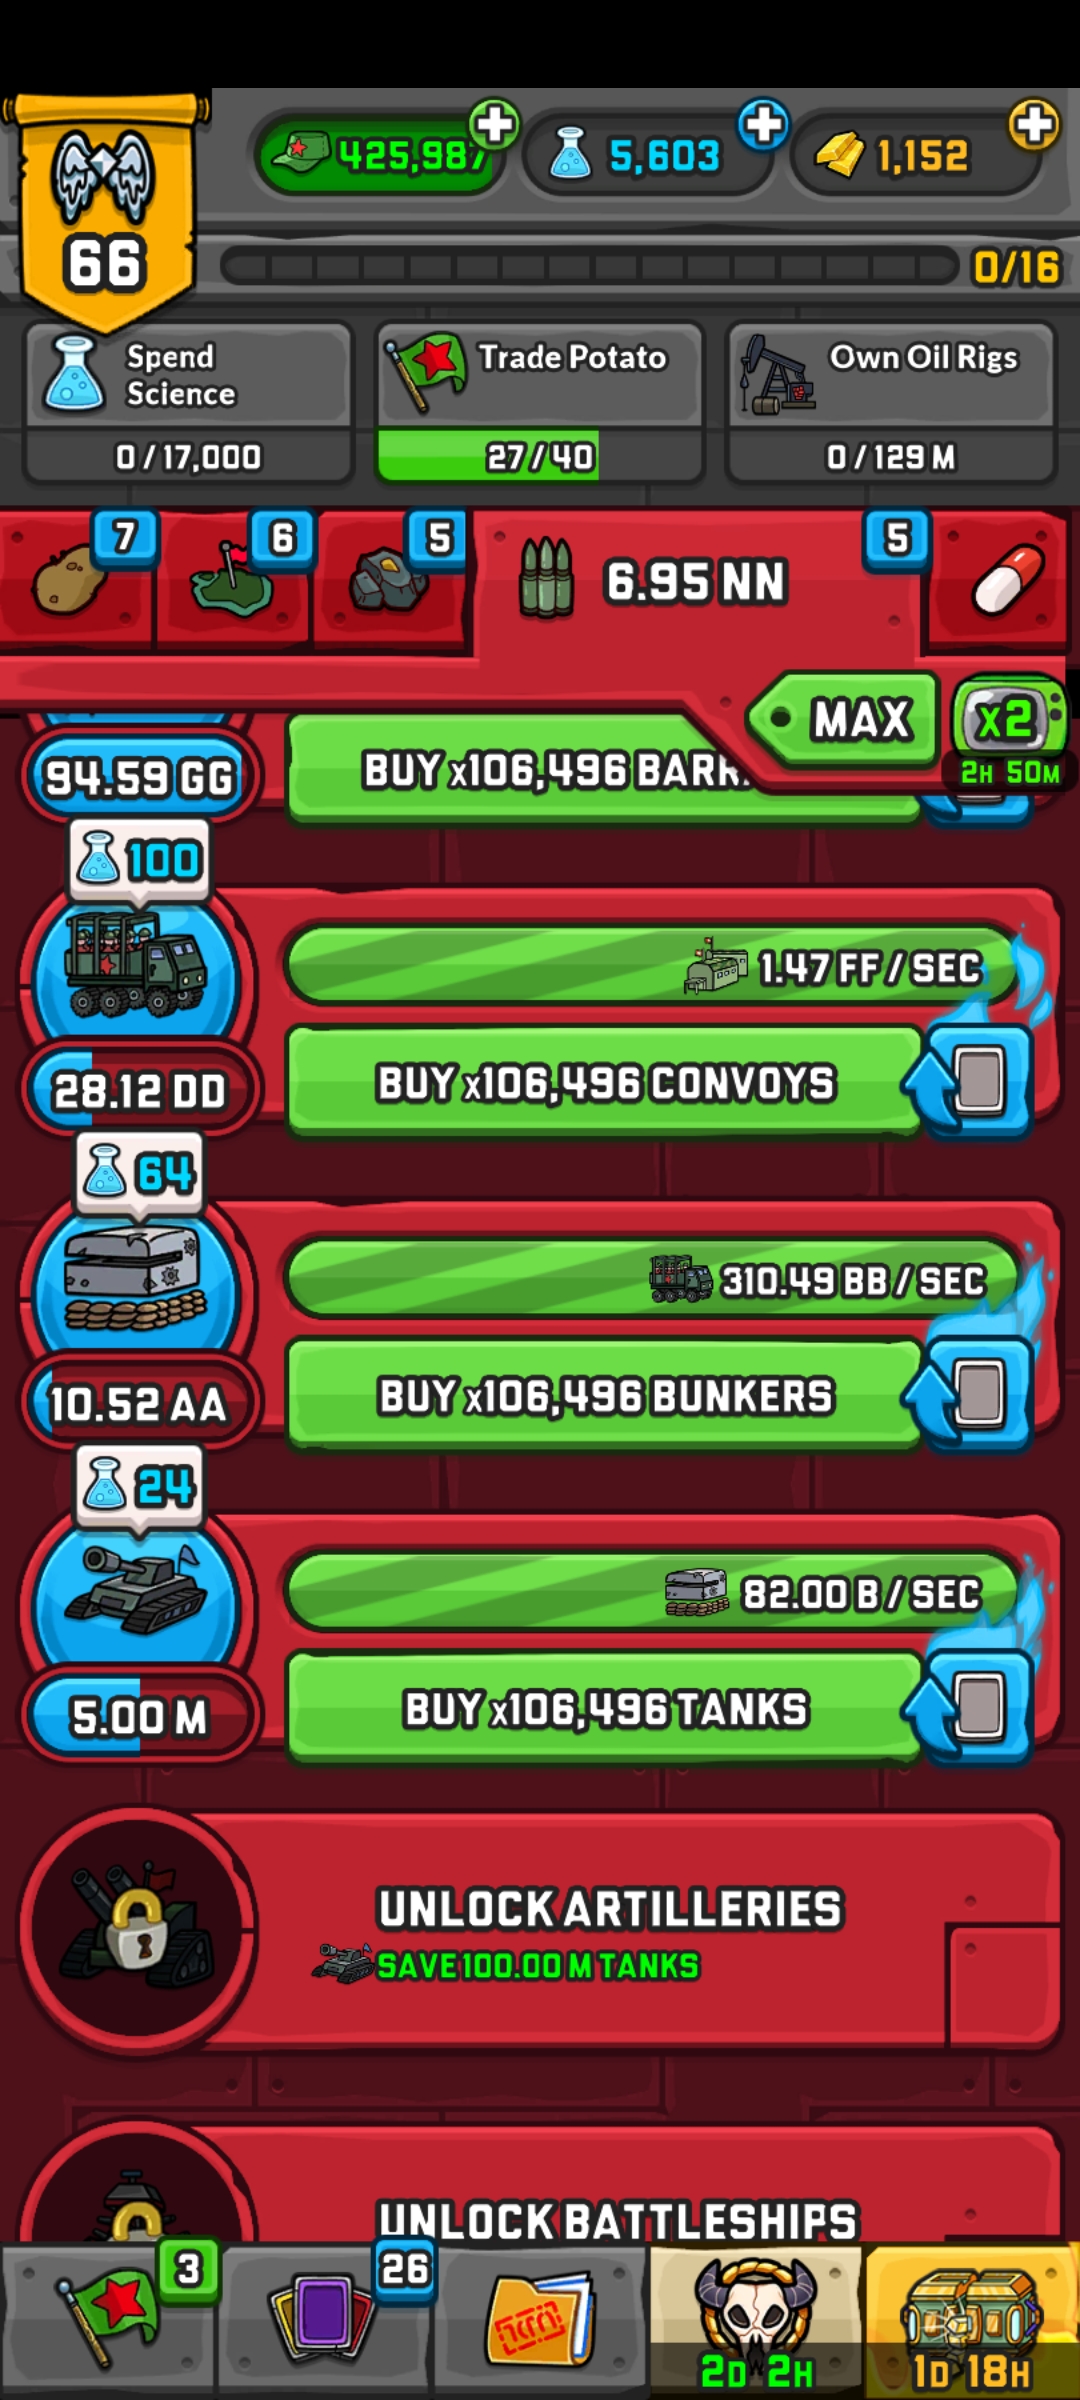 425,987
5,603
1,152
66
0/16
Spend
Science
0/17,000
Trade Potato
27/40
Own Oil Rigs
0/129 M
7
6
5
6.95 NN
5
MAX
x2
2H 50M
94.59 GG
BUY x106,496 BARR
100
1.47 FF/SEC
28.12 DD
BUY x106,496 CONVOYS
64
310.49 BB/SEC
10.52 AA
BUY x106,496 BUNKERS
24
82.00 B/SEC
5.00 M
BUY x106,496 TANKS
UNLOCK ARTILLERIES
SAVE 100.00 M TANKS
UNLOCK BATTLESHIPS
3
26
2D 2H
1D 18H